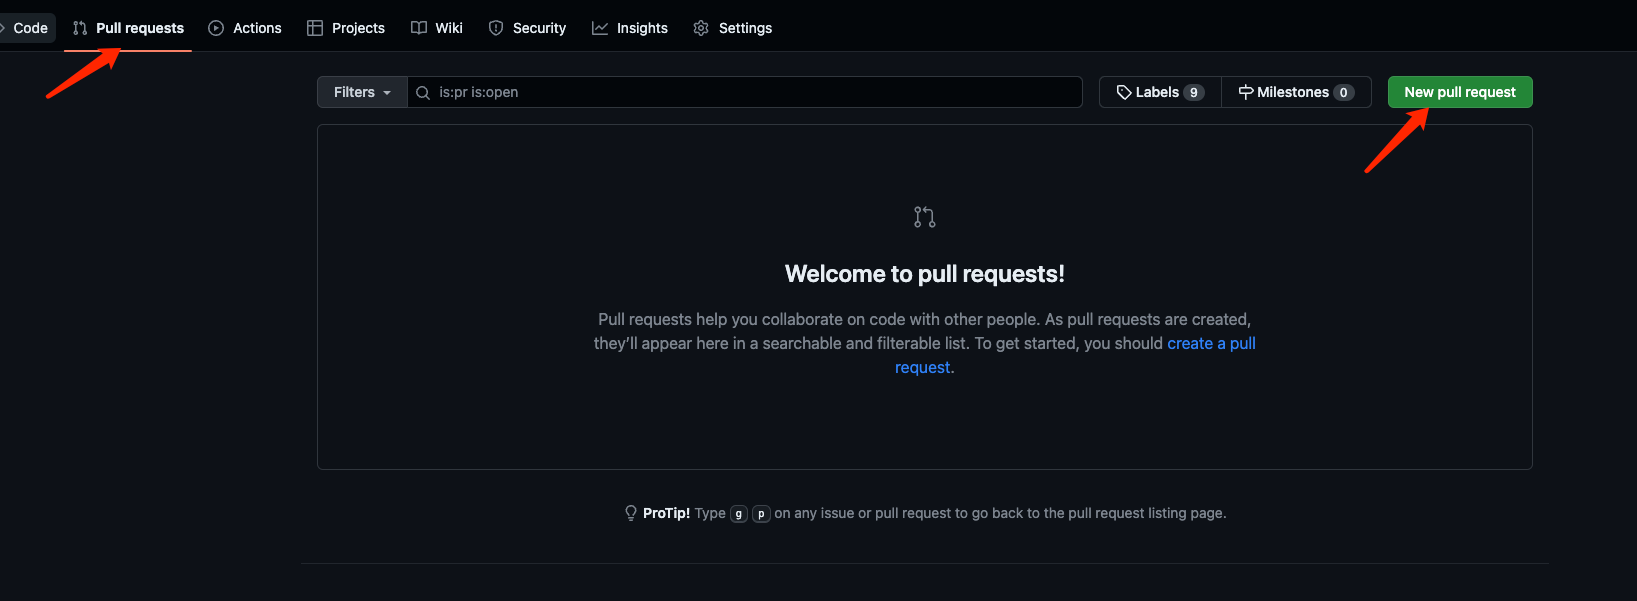 Code Pull requests Actions Projects Wiki Security Insights Settings
Filters is:pr is:open Labels 9 Milestones 0 New pull request
Welcome to pull requests!
Pull requests help you collaborate on code with other people. As pull requests are created,
they'll appear here in a searchable and filterable list. To get started, you should create a pull
request.
ProTip! Type g p on any issue or pull request to go back to the pull request listing page.